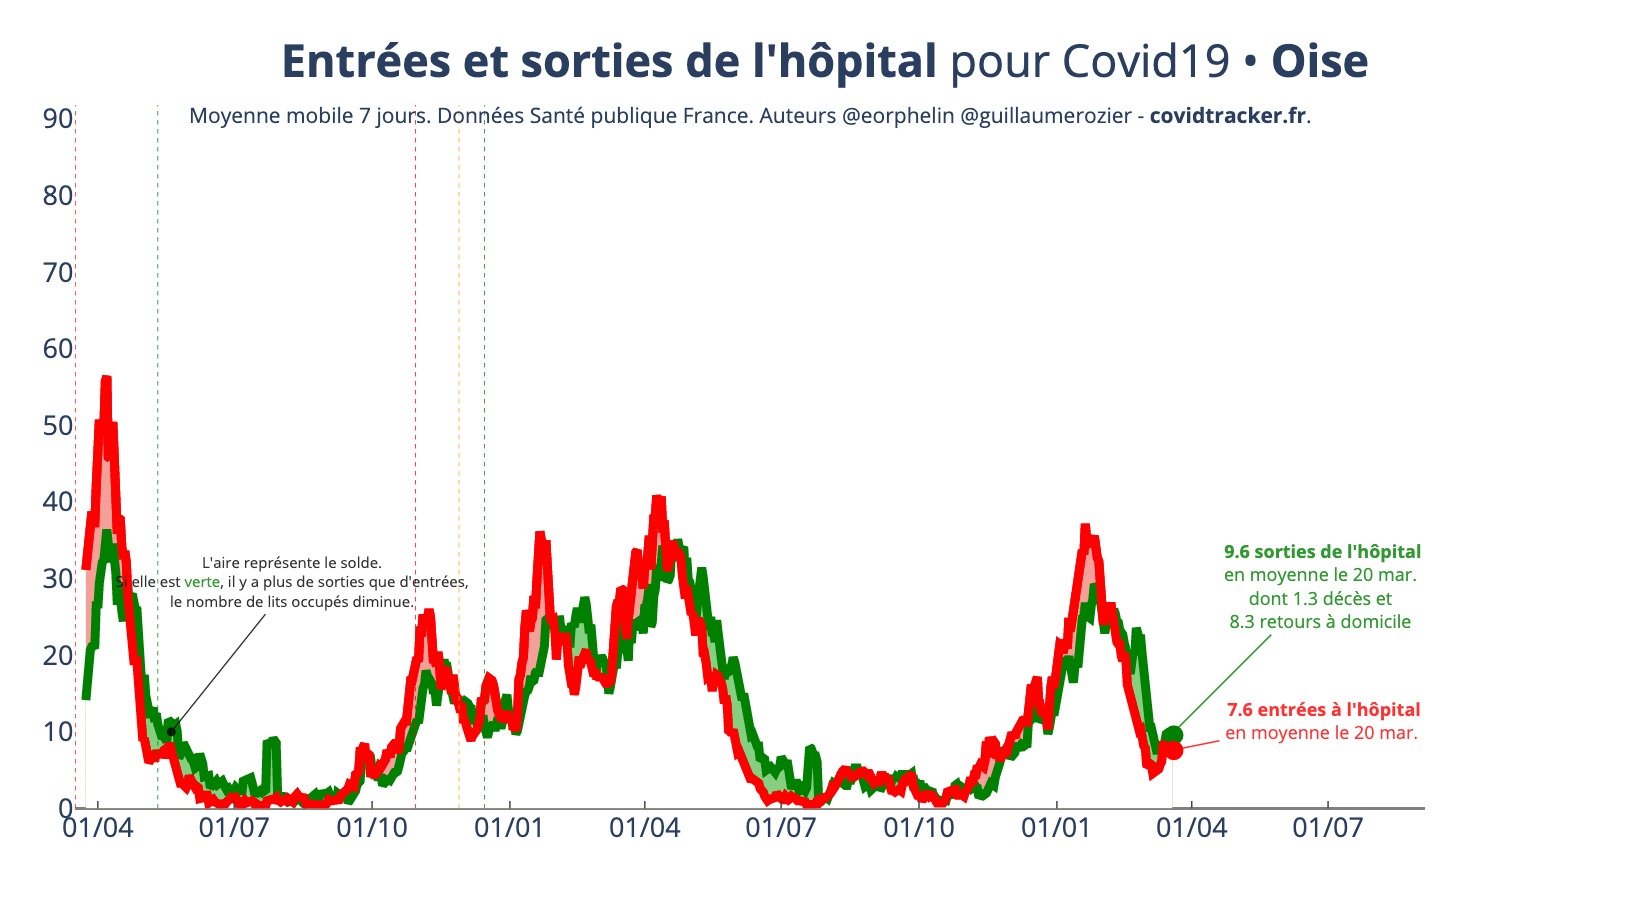 Entrées et sorties de l'hôpital pour Covid19 • Oise
Moyenne mobile 7 jours. Données Santé publique France. Auteurs @eorphelin @guillaumerozier - covidtracker.fr.
90
80
70
60
50
40
30
20
10
0
L'aire représente le solde.
Si elle est verte, il y a plus de sorties que d'entrées,
le nombre de lits occupés diminue.
9.6 sorties de l'hôpital
en moyenne le 20 mar.
dont 1.3 décès et
8.3 retours à domicile
7.6 entrées à l'hôpital
en moyenne le 20 mar.
01/04 01/07 01/10 01/01 01/04 01/07 01/10 01/01 01/04 01/07